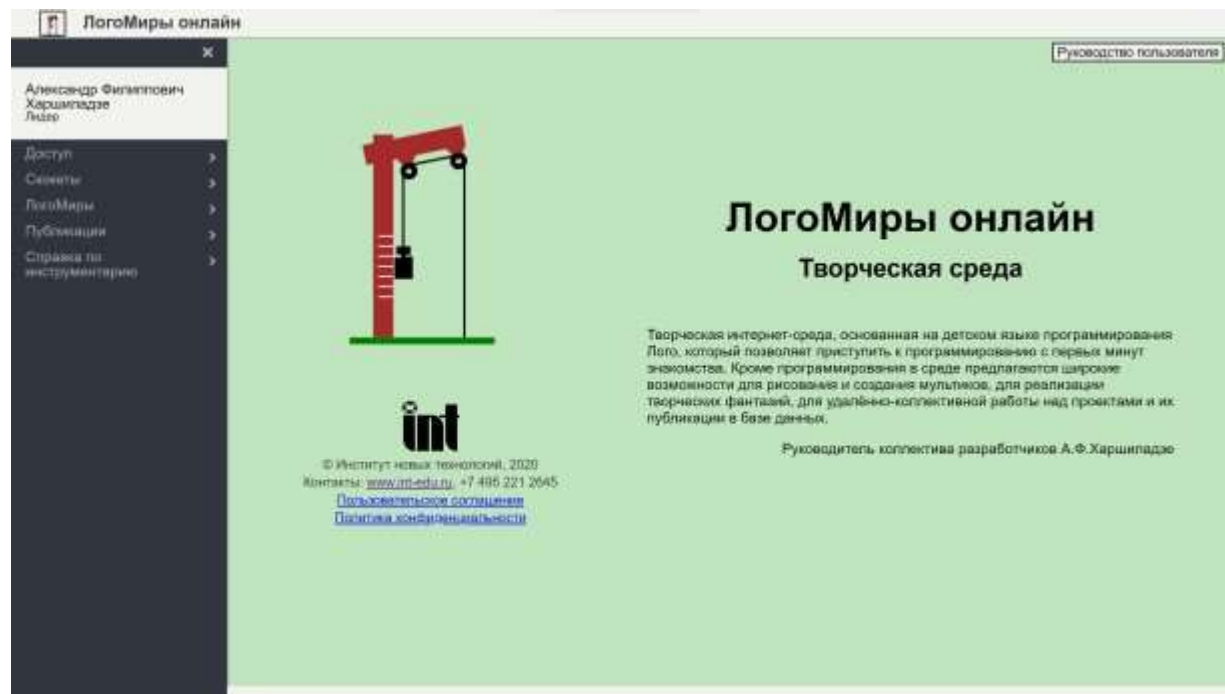 ЛогоМиры онлайн
×
Руководство пользователя
Александр Филиппович
Харшиладзе
Лидер
Доступ
Сюжеты
ЛогоМиры
Публикации
Справка по
инструментарию
ЛогоМиры онлайн
Творческая среда
Творческая интернет-среда, основанная на детском языке программирования
Лого, который позволяет приступить к программированию с первых минут
знакомства. Кроме программирования в среде предлагаются широкие
возможности для рисования и создания мультиков, для реализации
творческих фантазий, для удалённо-коллективной работы над проектами и их
публикации в базе данных.
Руководитель коллектива разработчиков А.Ф.Харшиладзе
int
© Институт новых технологий, 2020
Контакты: www.int-edu.ru, +7 495 221 2645
Пользовательское соглашение
Политика конфиденциальности